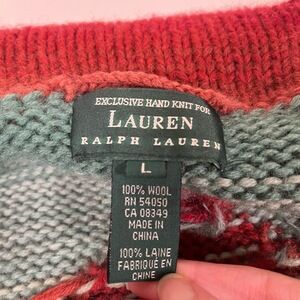 EXCLUSIVE HAND KNIT FOR
LAUREN
RALPH LAUREN
L
100% WOOL
RN 54050
CA 08349
MADE IN
CHINA
100% LAINE
FABRIQUÉ EN
CHINE